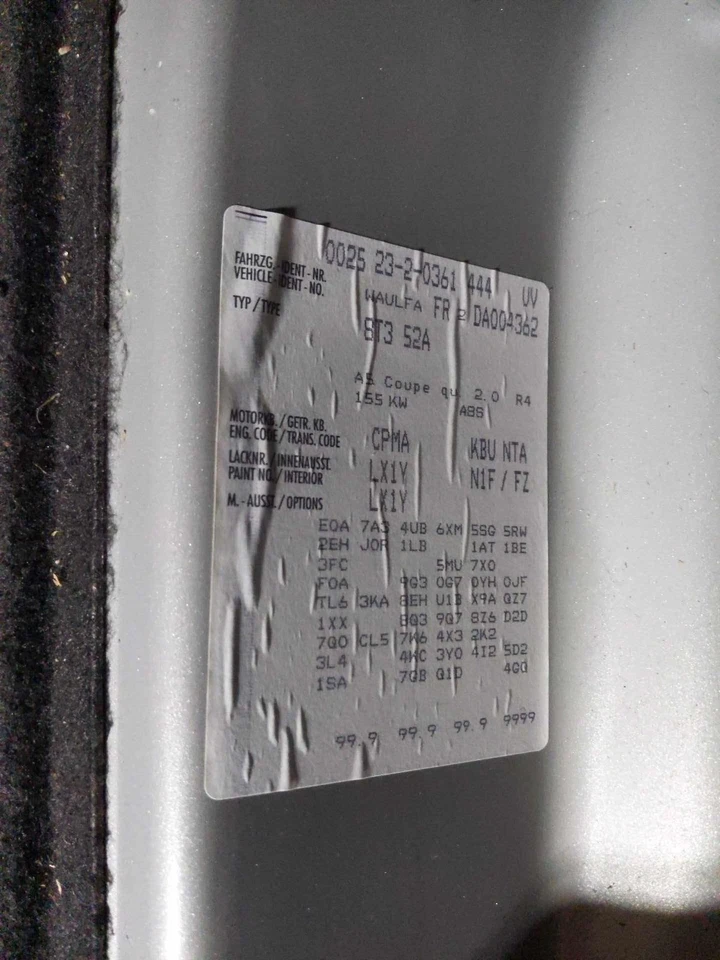 0025 23-2-0361 444 UV
FAHRZG.-IDENT-NR.
VEHICLE-IDENT-NO. WAULFA FR 2 DA004362
TYP/TYPE 8T3 52A
A5 Coupe qu. 2.0 R4
155 KW ABS
MOTORKB./GETR. KB.
ENG. CODE/TRANS. CODE CPMA KBU NTA
LACKNR./INNENAUSST.
PAINT NO./INTERIOR LX1Y N1F/FZ
LX1Y
M.-AUSST./OPTIONS
E0A 7A3 4UB 6XM 5SG 5RW
2EH J0R 1LB 1AT 1BE
3FC 5MU 7X0
F0A 9G3 0G7 0YH 0JF
TL6 3KA 8EH U1B X9A QZ7
1XX 8Q3 9Q7 8Z6 D2D
7Q0 CL5 7K6 4X3 2K2
3L4 4KC 3Y0 4I2 5D2
1SA 7GB Q1D 4GQ
99.9 99.9 99.9 9999